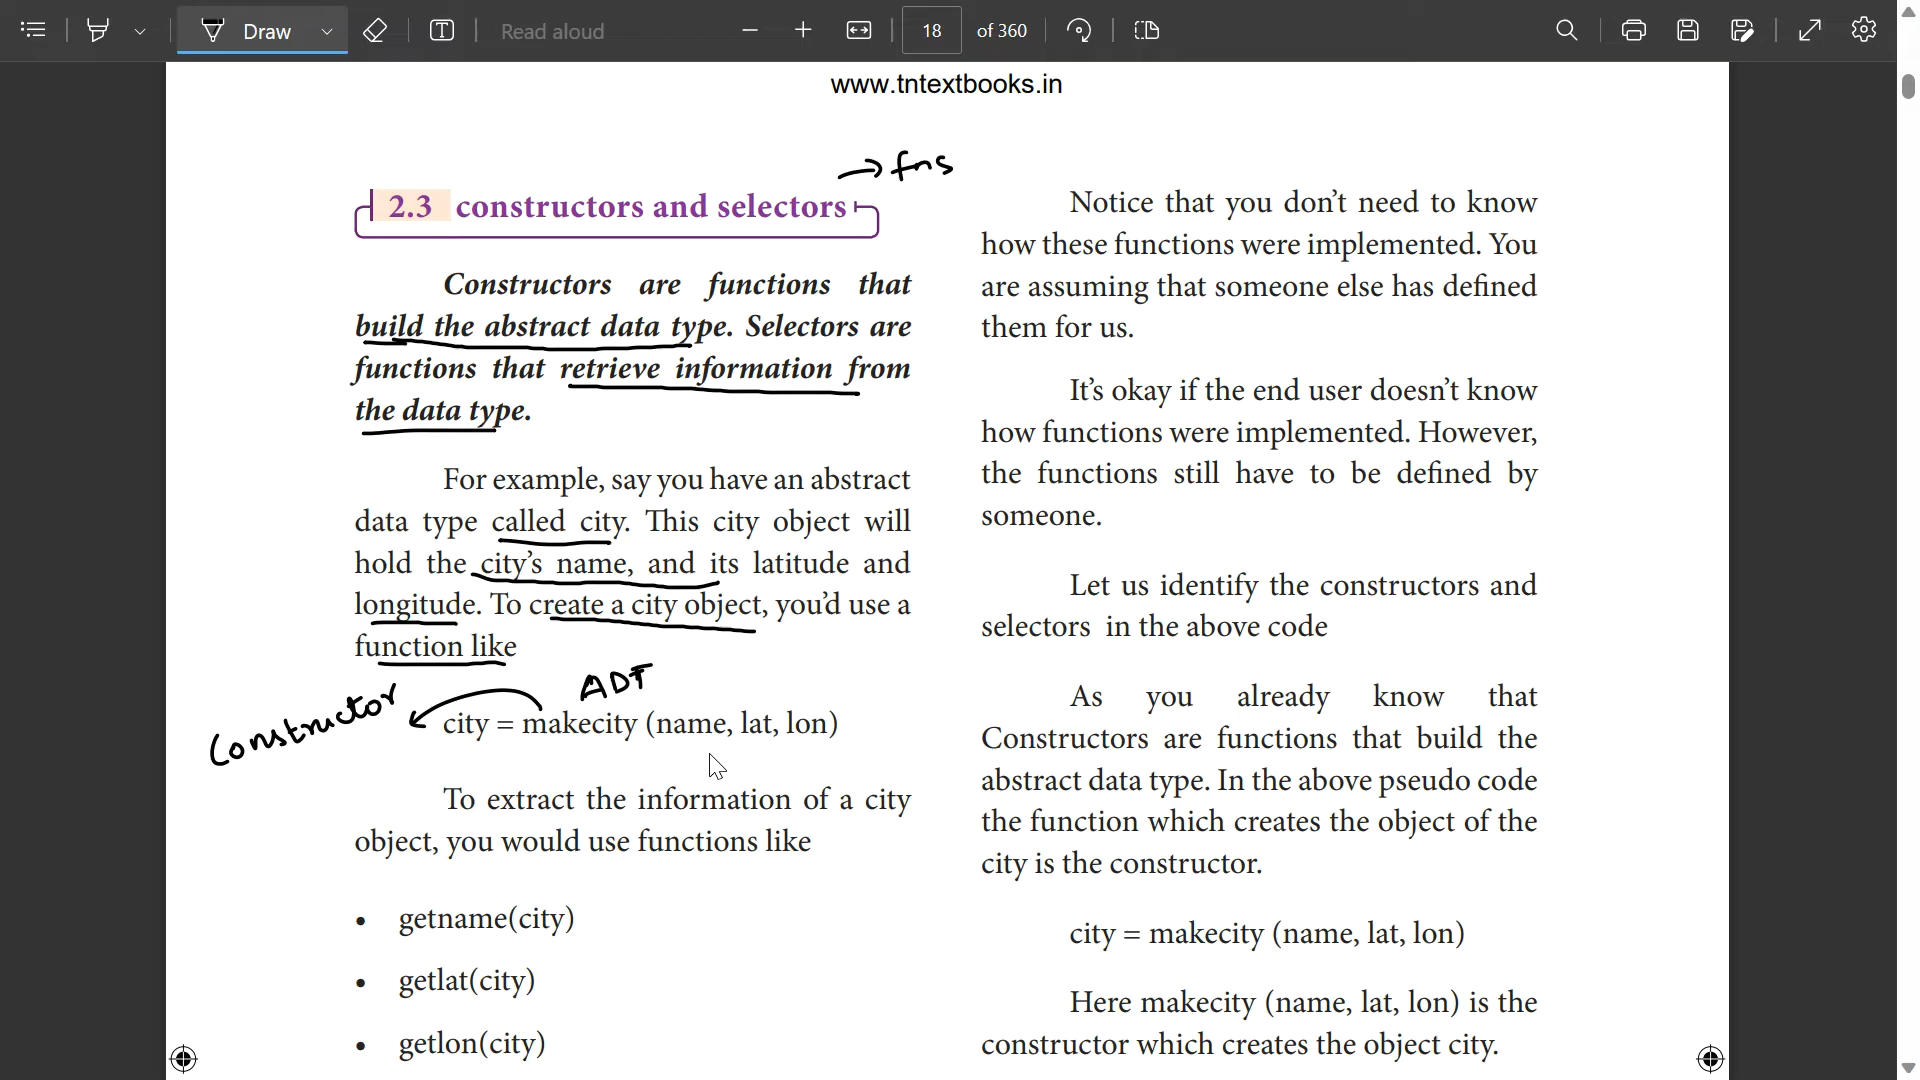 Draw
Read aloud
18 of 360
www.tntextbooks.in
→ fns
2.3 constructors and selectors
Constructors are functions that
build the abstract data type. Selectors are
functions that retrieve information from
the data type.
For example, say you have an abstract
data type called city. This city object will
hold the city’s name, and its latitude and
longitude. To create a city object, you’d use a
function like
ADT
Constructor
city = makecity (name, lat, lon)
To extract the information of a city
object, you would use functions like
• getname(city)
• getlat(city)
• getlon(city)
Notice that you don’t need to know
how these functions were implemented. You
are assuming that someone else has defined
them for us.
It’s okay if the end user doesn’t know
how functions were implemented. However,
the functions still have to be defined by
someone.
Let us identify the constructors and
selectors in the above code
As you already know that
Constructors are functions that build the
abstract data type. In the above pseudo code
the function which creates the object of the
city is the constructor.
city = makecity (name, lat, lon)
Here makecity (name, lat, lon) is the
constructor which creates the object city.